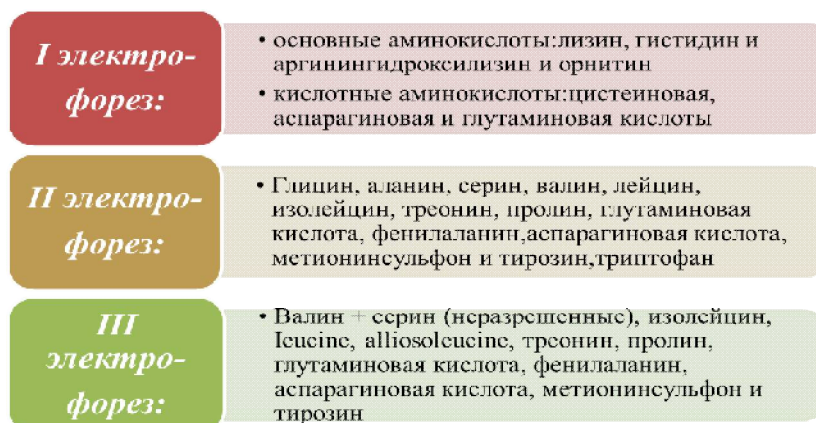 I электро-
форез:
• основные аминокислоты:лизин, гистидин и
аргинингидроксилизин и орнитин
• кислотные аминокислоты:цистеиновая,
аспарагиновая и глутаминовая кислоты
II электро-
форез:
• Глицин, аланин, серин, валин, лейцин,
изолейцин, треонин, пролин, глутаминовая
кислота, фенилаланин,аспарагиновая кислота,
метионинсульфон и тирозин,триптофан
III
электро-
форез:
• Валин + серин (неразрешенные), изолейцин,
Ieucine, alliosoleucine, треонин, пролин,
глутаминовая кислота, фенилаланин,
аспарагиновая кислота, метионинсульфон и
тирозин